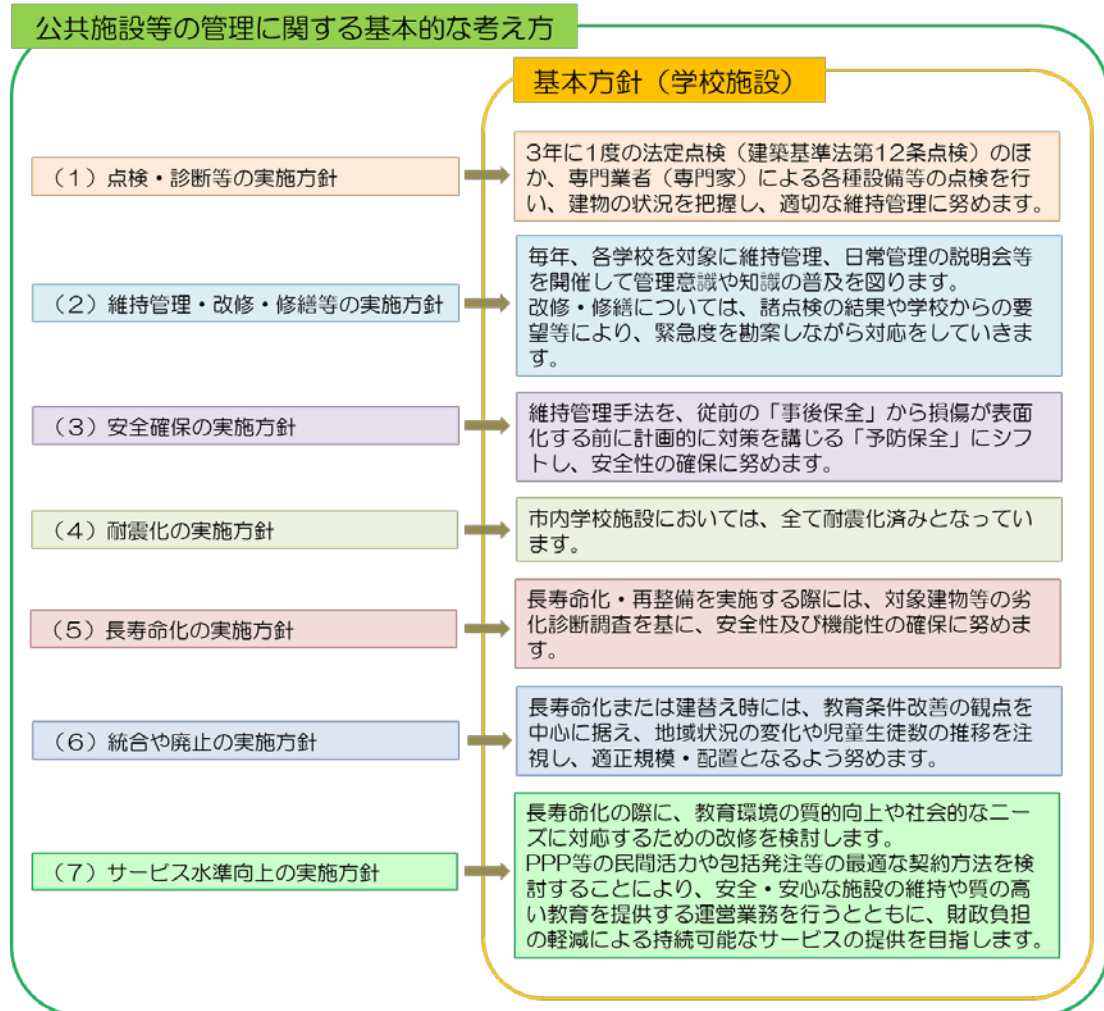 公共施設等の管理に関する基本的な考え方
基本方針（学校施設）
（１）点検・診断等の実施方針
3年に1度の法定点検（建築基準法第12条点検）のほ
か、専門業者（専門家）による各種設備等の点検を行
い、建物の状況を把握し、適切な維持管理に努めます。
（２）維持管理・改修・修繕等の実施方針
毎年、各学校を対象に維持管理、日常管理の説明会等
を開催して管理意識や知識の普及を図ります。
改修・修繕については、諸点検の結果や学校からの要
望等により、緊急度を勘案しながら対応をしていきま
す。
（３）安全確保の実施方針
維持管理手法を、従前の「事後保全」から損傷が表面
化する前に計画的に対策を講じる「予防保全」にシフ
トし、安全性の確保に努めます。
（４）耐震化の実施方針
市内学校施設においては、全て耐震化済みとなってい
ます。
（５）長寿命化の実施方針
長寿命化・再整備を実施する際には、対象建物等の劣
化診断調査を基に、安全性及び機能性の確保に努めま
す。
（６）統合や廃止の実施方針
長寿命化または建替え時には、教育条件改善の観点を
中心に据え、地域状況の変化や児童生徒数の推移を注
視し、適正規模・配置となるよう努めます。
（７）サービス水準向上の実施方針
長寿命化の際に、教育環境の質的向上や社会的なニー
ズに対応するための改修を検討します。
PPP等の民間活力や包括発注等の最適な契約方法を検
討することにより、安全・安心な施設の維持や質の高
い教育を提供する運営業務を行うとともに、財政負担
の軽減による持続可能なサービスの提供を目指します。